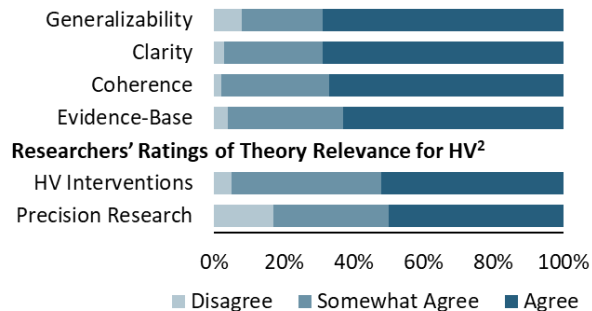 Generalizability
Clarity
Coherence
Evidence-Base
Researchers’ Ratings of Theory Relevance for HV²
HV Interventions
Precision Research
0% 20% 40% 60% 80% 100%
Disagree Somewhat Agree Agree